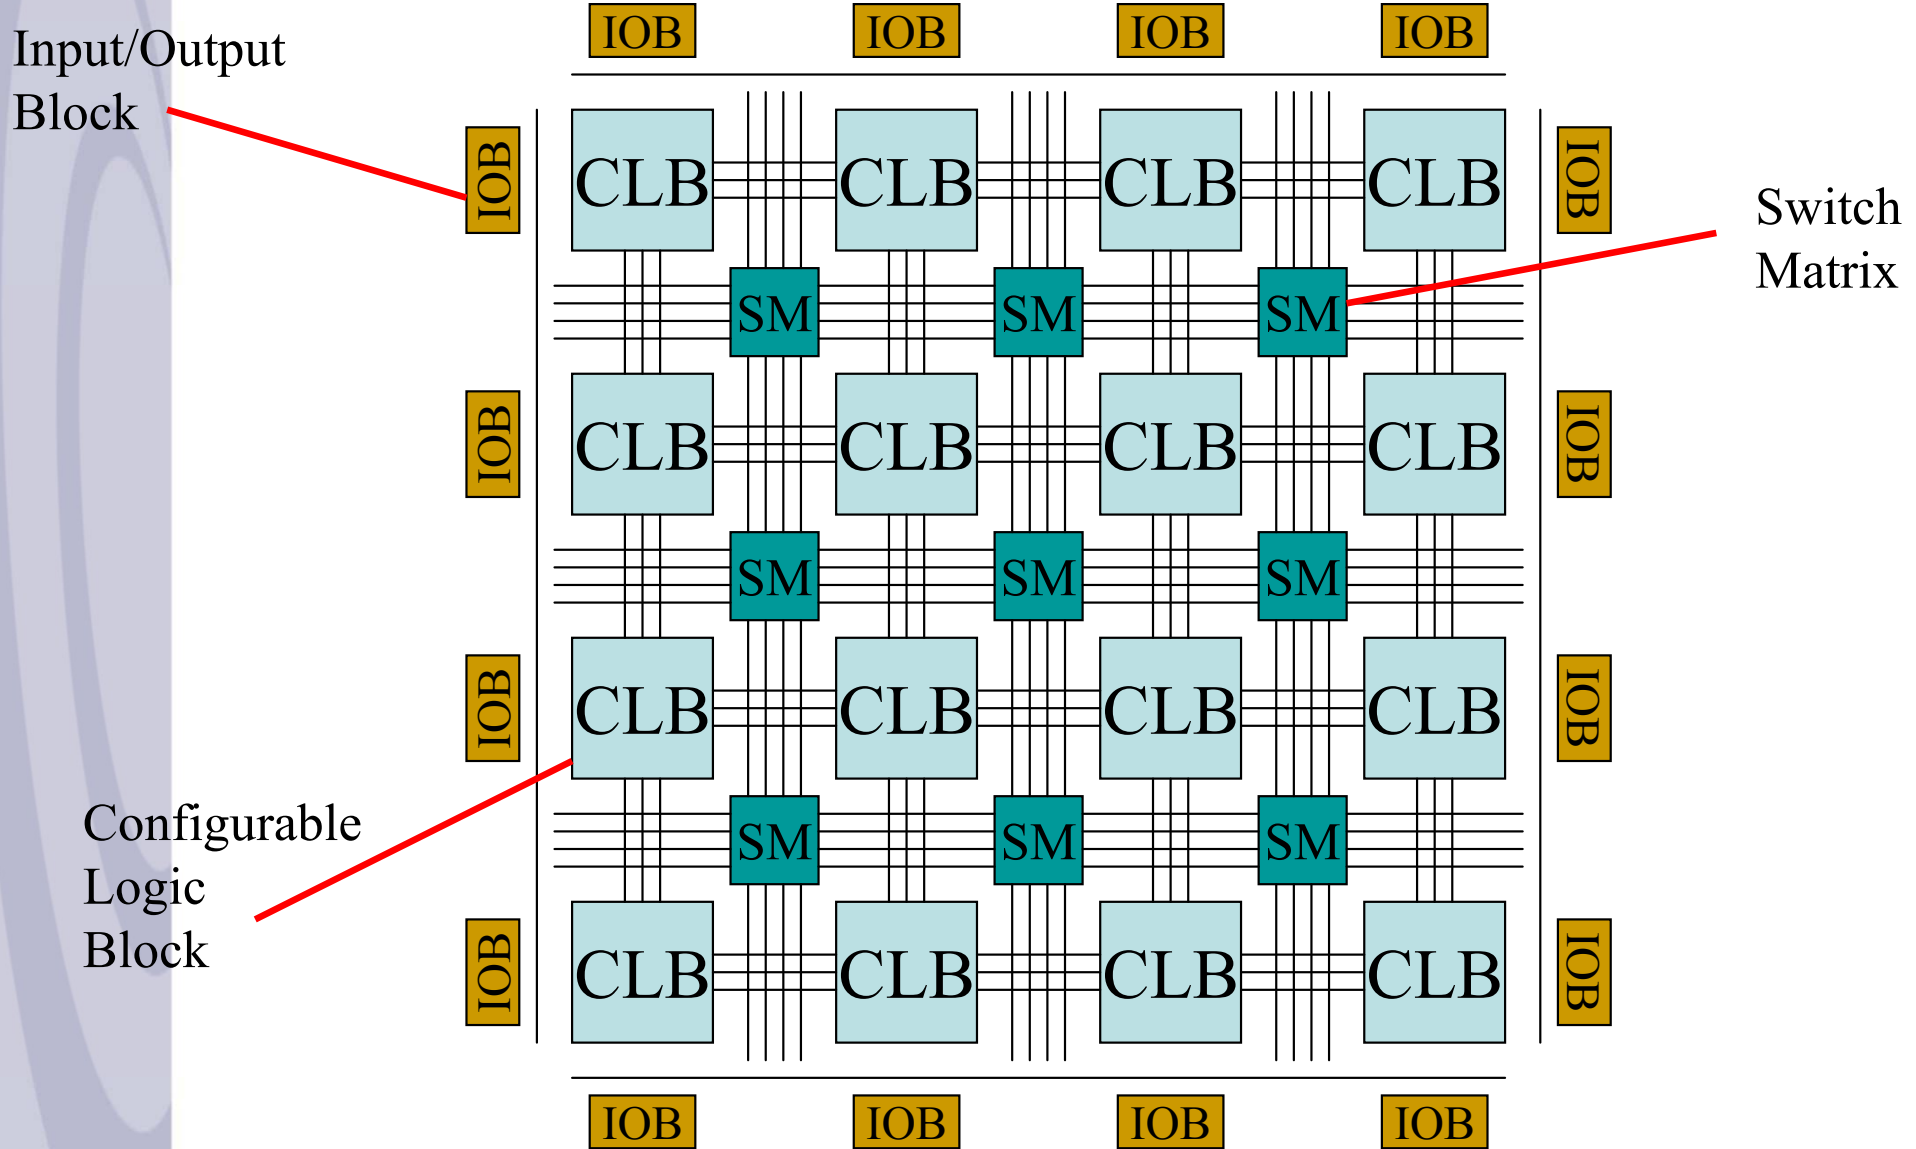 IOB IOB IOB IOB
Input/Output
Block
IOB CLB CLB CLB CLB IOB
Switch
Matrix
SM SM SM
IOB CLB CLB CLB CLB IOB
SM SM SM
IOB CLB CLB CLB CLB IOB
Configurable
Logic
Block
SM SM SM
IOB CLB CLB CLB CLB IOB
IOB IOB IOB IOB